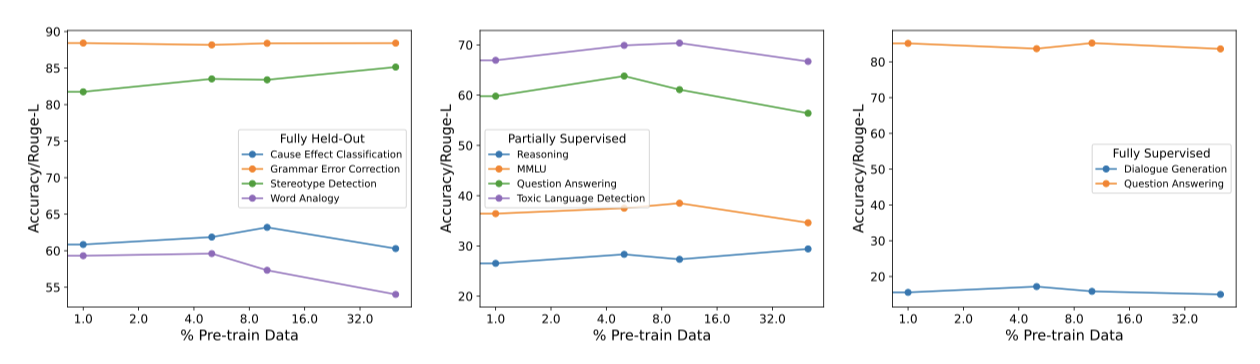 90
85
80
75
70
65
60
55
Accuracy/Rouge-L
Fully Held-Out
Cause Effect Classification
Grammar Error Correction
Stereotype Detection
Word Analogy
1.0 2.0 4.0 8.0 16.0 32.0
% Pre-train Data
70
60
50
40
30
20
Accuracy/Rouge-L
Partially Supervised
Reasoning
MMLU
Question Answering
Toxic Language Detection
1.0 2.0 4.0 8.0 16.0 32.0
% Pre-train Data
80
70
60
50
40
30
20
Accuracy/Rouge-L
Fully Supervised
Dialogue Generation
Question Answering
1.0 2.0 4.0 8.0 16.0 32.0
% Pre-train Data